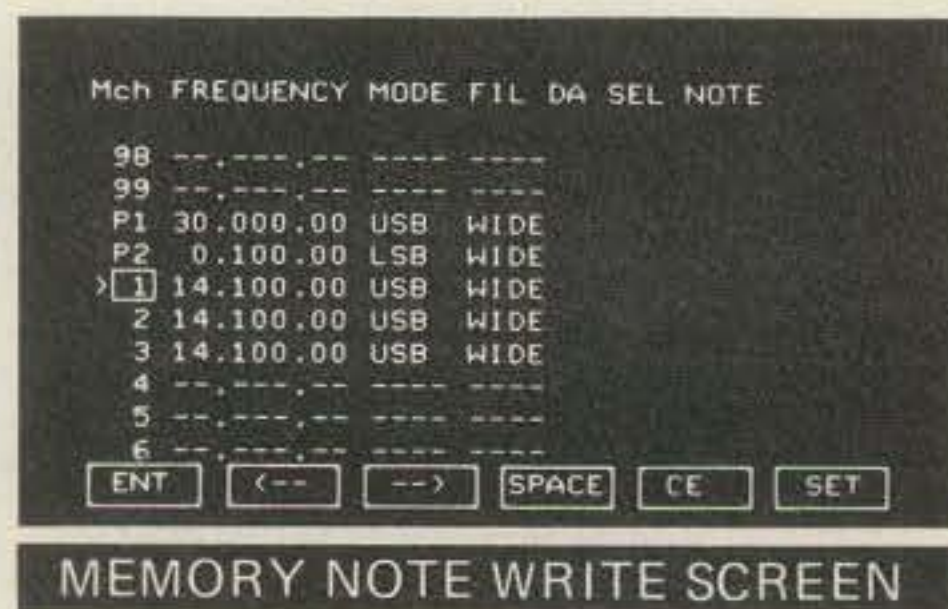 Mch FREQUENCY MODE FIL DA SEL NOTE
98 --.---.-- ---- ----
99 --.---.-- ---- ----
P1 30.000.00 USB WIDE
P2 0.100.00 LSB WIDE
>1 14.100.00 USB WIDE
2 14.100.00 USB WIDE
3 14.100.00 USB WIDE
4 --.---.-- ---- ----
5 --.---.-- ---- ----
6 --.---.-- ---- ----
ENT <-- --> SPACE CE SET
MEMORY NOTE WRITE SCREEN